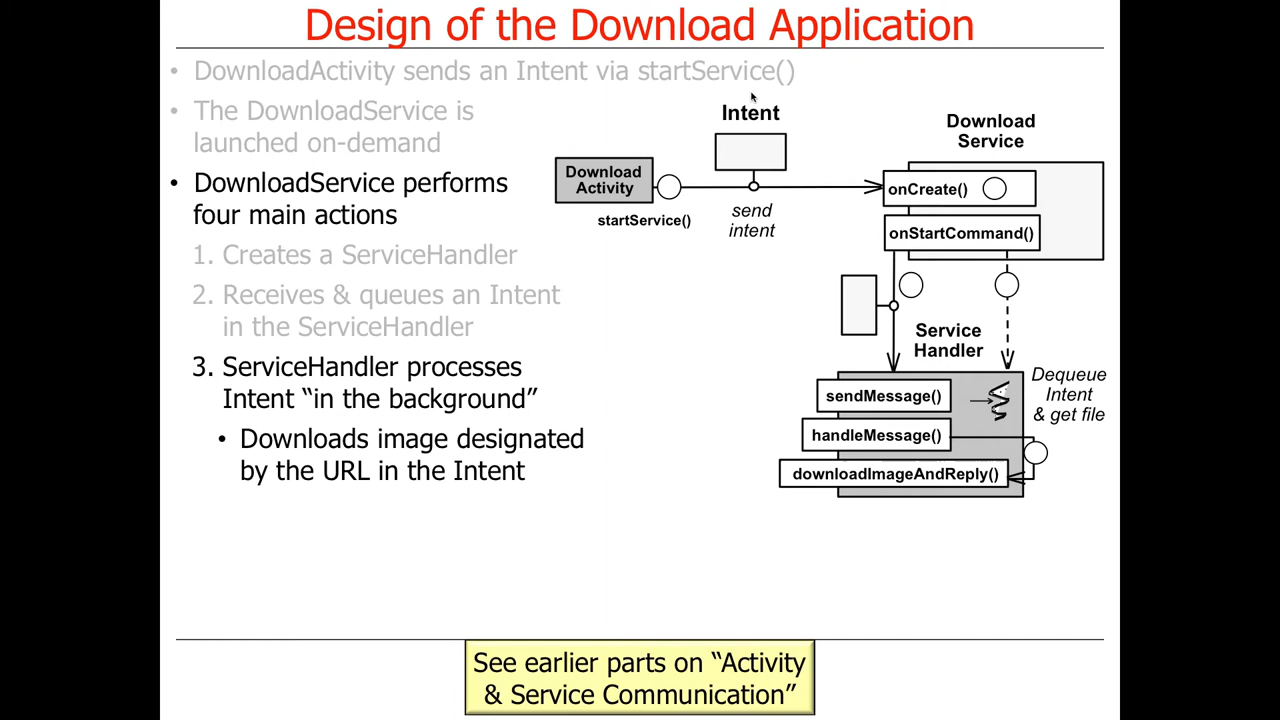 Design of the Download Application
• DownloadActivity sends an Intent via startService()
• The DownloadService is
launched on-demand
• DownloadService performs
four main actions
1. Creates a ServiceHandler
2. Receives & queues an Intent
in the ServiceHandler
3. ServiceHandler processes
Intent “in the background”
• Downloads image designated
by the URL in the Intent
Intent
Download
Activity
startService()
send
intent
Download
Service
onCreate()
onStartCommand()
Service
Handler
sendMessage()
handleMessage()
downloadImageAndReply()
Dequeue
Intent
& get file
See earlier parts on “Activity
& Service Communication”